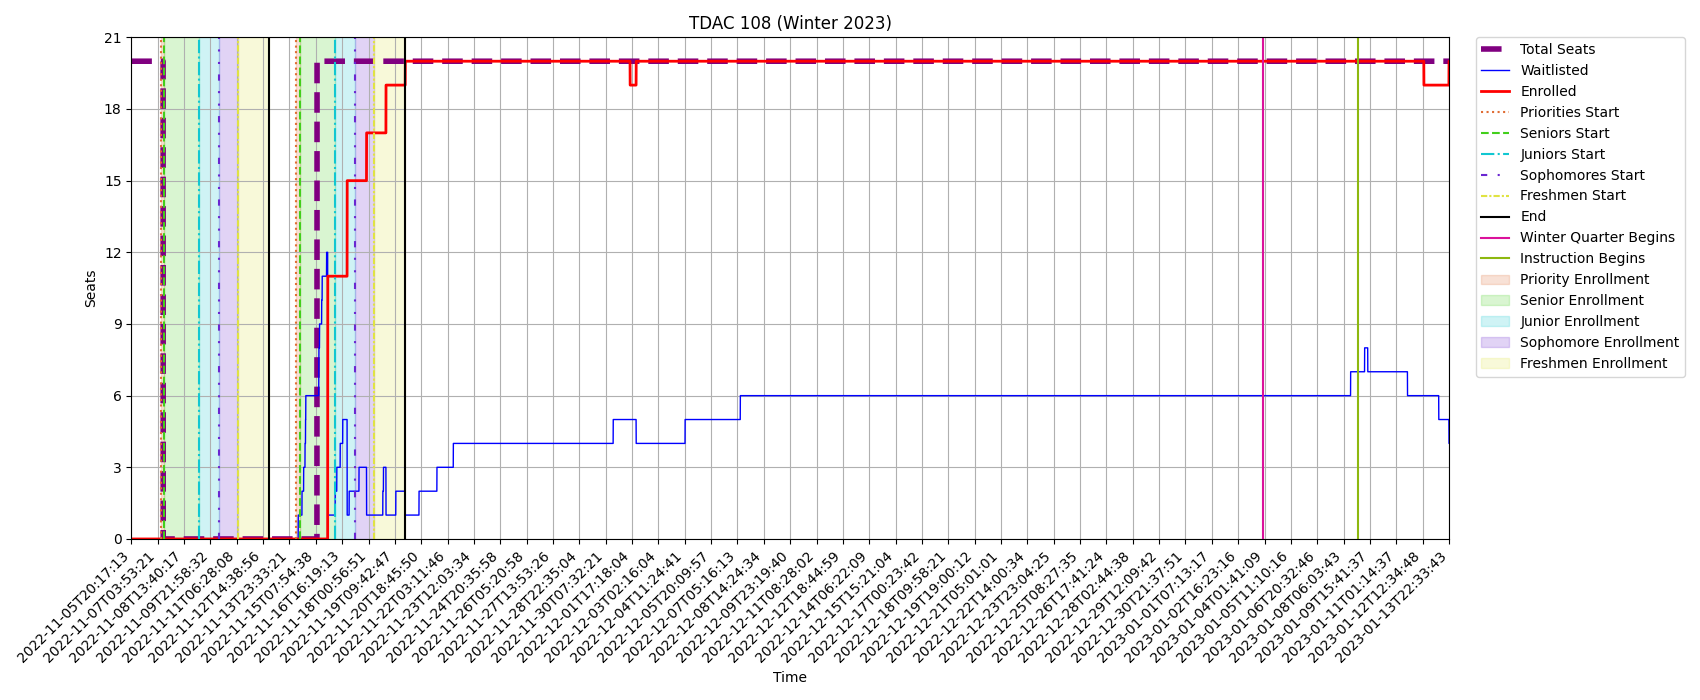 TDAC 108 (Winter 2023)
21
18
15
12
9
6
3
0
Seats
2022-11-05T20:17:13
2022-11-07T03:53:21
2022-11-08T13:40:17
2022-11-09T21:58:32
2022-11-11T06:28:08
2022-11-12T14:38:56
2022-11-13T23:33:21
2022-11-15T07:54:38
2022-11-16T16:19:13
2022-11-18T00:56:51
2022-11-19T09:42:47
2022-11-20T18:45:50
2022-11-22T03:11:46
2022-11-24T20:35:58
2022-11-26T05:20:58
2022-11-27T13:53:26
2022-11-28T22:35:04
2022-11-30T07:32:21
2022-12-01T17:18:04
2022-12-03T02:16:04
2022-12-04T11:24:41
2022-12-05T20:09:57
2022-12-07T05:16:13
2022-12-08T14:24:34
2022-12-09T23:19:40
2022-12-11T08:28:02
2022-12-12T18:44:59
2022-12-14T06:22:09
2022-12-15T15:21:04
2022-12-17T00:23:42
2022-12-18T09:58:21
2022-12-19T19:00:12
2022-12-21T05:01:01
2022-12-22T14:00:34
2022-12-23T23:04:25
2022-12-25T08:27:35
2022-12-26T17:41:24
2022-12-28T02:44:38
2022-12-29T12:09:42
2022-12-30T21:37:51
2023-01-01T07:13:17
2023-01-02T16:23:16
2023-01-04T01:41:09
2023-01-05T11:10:16
2023-01-06T20:32:46
2023-01-08T06:03:43
2023-01-09T15:41:37
2023-01-11T01:14:37
2023-01-12T12:34:48
2023-01-13T22:33:43
Time
Total Seats
Waitlisted
Enrolled
Priorities Start
Seniors Start
Juniors Start
Sophomores Start
Freshmen Start
End
Winter Quarter Begins
Instruction Begins
Priority Enrollment
Senior Enrollment
Junior Enrollment
Sophomore Enrollment
Freshmen Enrollment